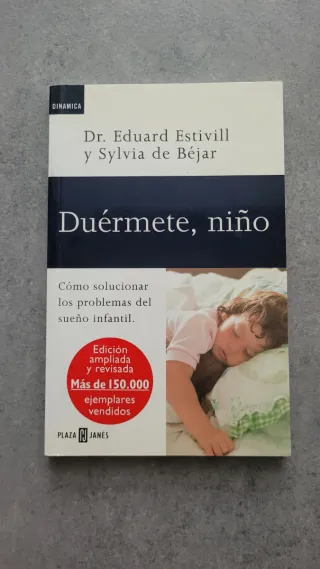 DINAMICA
Dr. Eduard Estivill
y Sylvia de Béjar
Duérmete, niño
Cómo solucionar
los problemas del
sueño infantil.
Edición
ampliada
y revisada
Más de 150.000
ejemplares
vendidos
PLAZA JANÉS